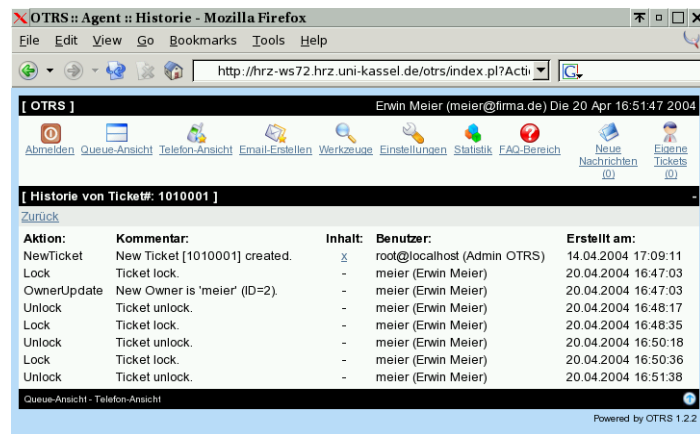 OTRS :: Agent :: Historie - Mozilla Firefox
File Edit View Go Bookmarks Tools Help
http://hrz-ws72.hrz.uni-kassel.de/otrs/index.pl?Acti
[ OTRS ] Erwin Meier (meier@firma.de) Die 20 Apr 16:51:47 2004
Abmelden Queue-Ansicht Telefon-Ansicht Email-Erstellen Werkzeuge Einstellungen Statistik FAQ-Bereich Neue Eigene
Nachrichten Tickets
(0) (0)
[ Historie von Ticket#: 1010001 ] -
Zurück
Aktion: Kommentar: Inhalt: Benutzer: Erstellt am:
NewTicket New Ticket [1010001] created. x root@localhost (Admin OTRS) 14.04.2004 17:09:11
Lock Ticket lock. - meier (Erwin Meier) 20.04.2004 16:47:03
OwnerUpdate New Owner is 'meier' (ID=2). - meier (Erwin Meier) 20.04.2004 16:47:03
Unlock Ticket unlock. - meier (Erwin Meier) 20.04.2004 16:48:17
Lock Ticket lock. - meier (Erwin Meier) 20.04.2004 16:48:35
Unlock Ticket unlock. - meier (Erwin Meier) 20.04.2004 16:50:18
Lock Ticket lock. - meier (Erwin Meier) 20.04.2004 16:50:36
Unlock Ticket unlock. - meier (Erwin Meier) 20.04.2004 16:51:38
Queue-Ansicht - Telefon-Ansicht
Powered by OTRS 1.2.2